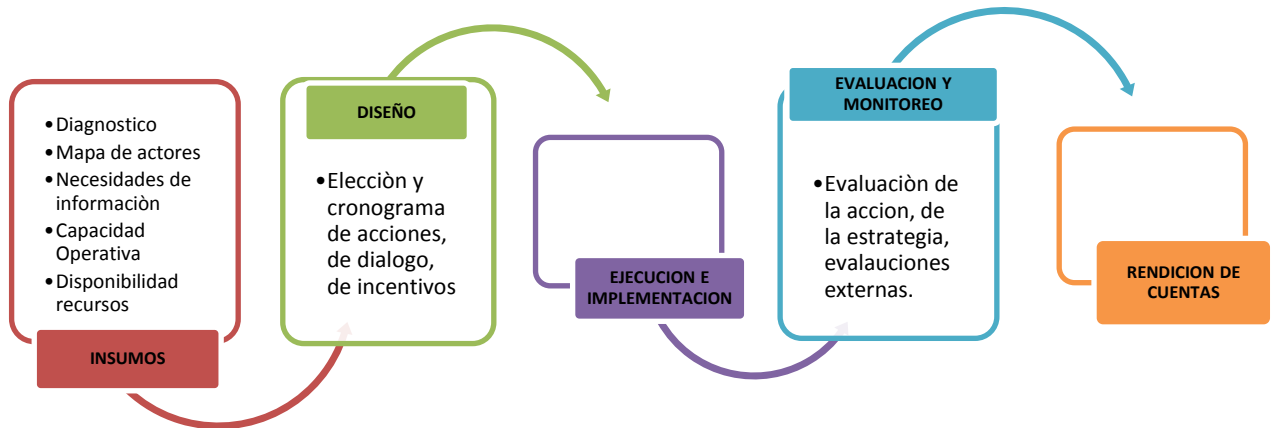 •Diagnostico
•Mapa de actores
•Necesidades de
informaciòn
•Capacidad
Operativa
•Disponibilidad
recursos
INSUMOS
DISEÑO
•Elecciòn y
cronograma
de acciones,
de dialogo,
de incentivos
EJECUCION E
IMPLEMENTACION
EVALUACION Y
MONITOREO
•Evaluaciòn de
la accion, de
la estrategia,
evalauciones
externas.
RENDICION DE
CUENTAS